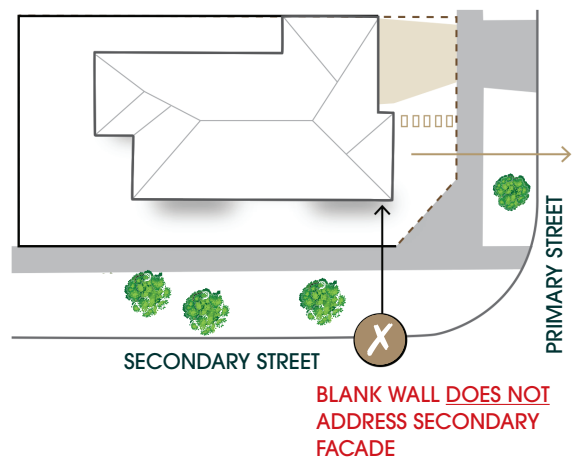 PRIMARY STREET
SECONDARY STREET
X
BLANK WALL DOES NOT
ADDRESS SECONDARY
FACADE